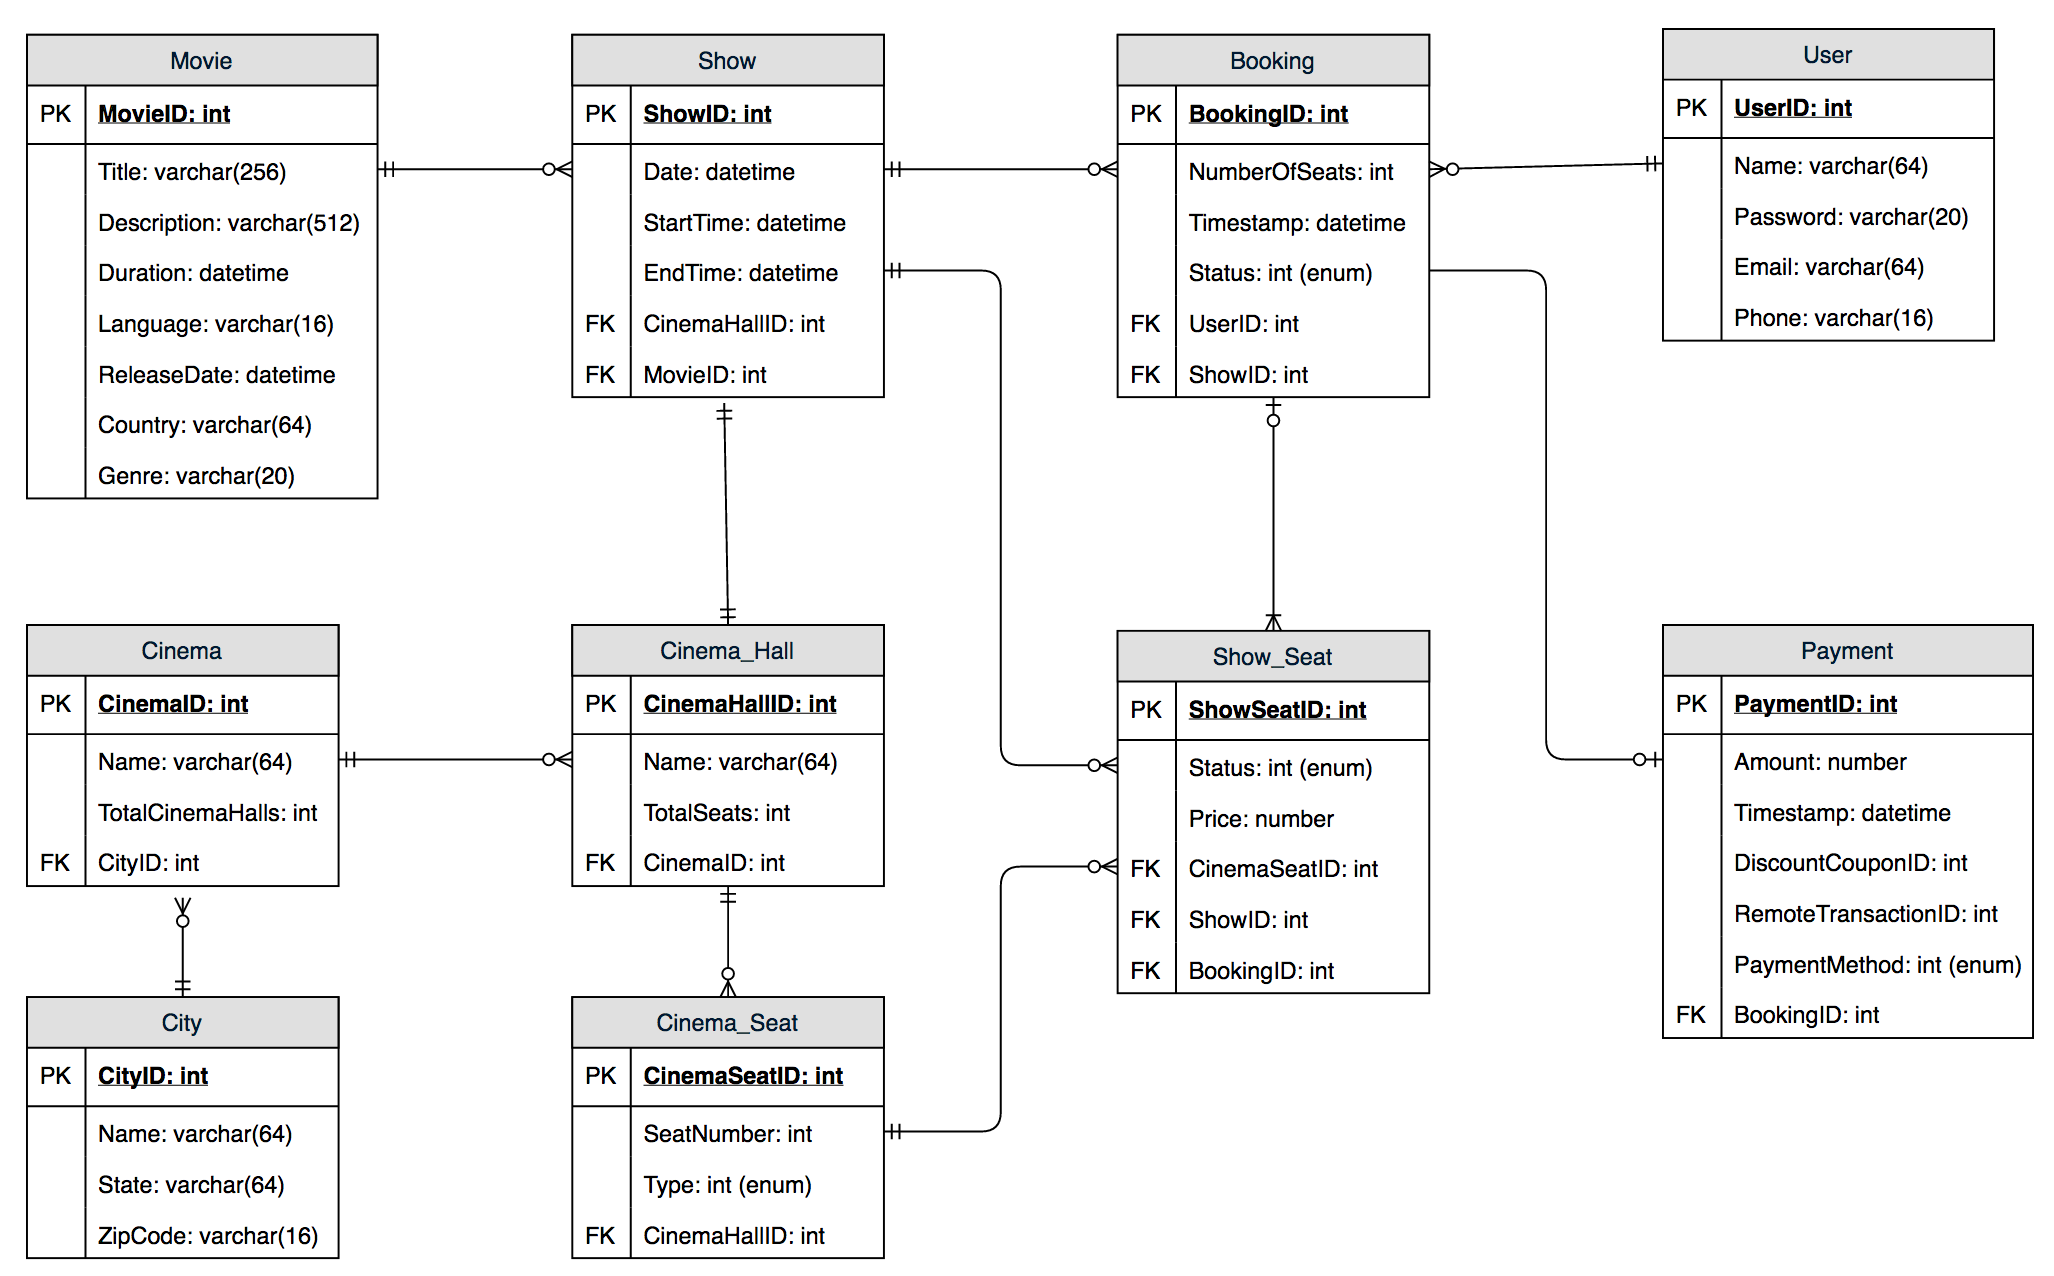 Movie
PK MovieID: int
Title: varchar(256)
Description: varchar(512)
Duration: datetime
Language: varchar(16)
ReleaseDate: datetime
Country: varchar(64)
Genre: varchar(20)
Show
PK ShowID: int
Date: datetime
StartTime: datetime
EndTime: datetime
FK CinemaHallID: int
FK MovieID: int
Booking
PK BookingID: int
NumberOfSeats: int
Timestamp: datetime
Status: int (enum)
FK UserID: int
FK ShowID: int
User
PK UserID: int
Name: varchar(64)
Password: varchar(20)
Email: varchar(64)
Phone: varchar(16)
Cinema
PK CinemaID: int
Name: varchar(64)
TotalCinemaHalls: int
FK CityID: int
Cinema_Hall
PK CinemaHallID: int
Name: varchar(64)
TotalSeats: int
FK CinemaID: int
Show_Seat
PK ShowSeatID: int
Status: int (enum)
Price: number
FK CinemaSeatID: int
FK ShowID: int
FK BookingID: int
Payment
PK PaymentID: int
Amount: number
Timestamp: datetime
DiscountCouponID: int
RemoteTransactionID: int
PaymentMethod: int (enum)
FK BookingID: int
City
PK CityID: int
Name: varchar(64)
State: varchar(64)
ZipCode: varchar(16)
Cinema_Seat
PK CinemaSeatID: int
SeatNumber: int
Type: int (enum)
FK CinemaHallID: int